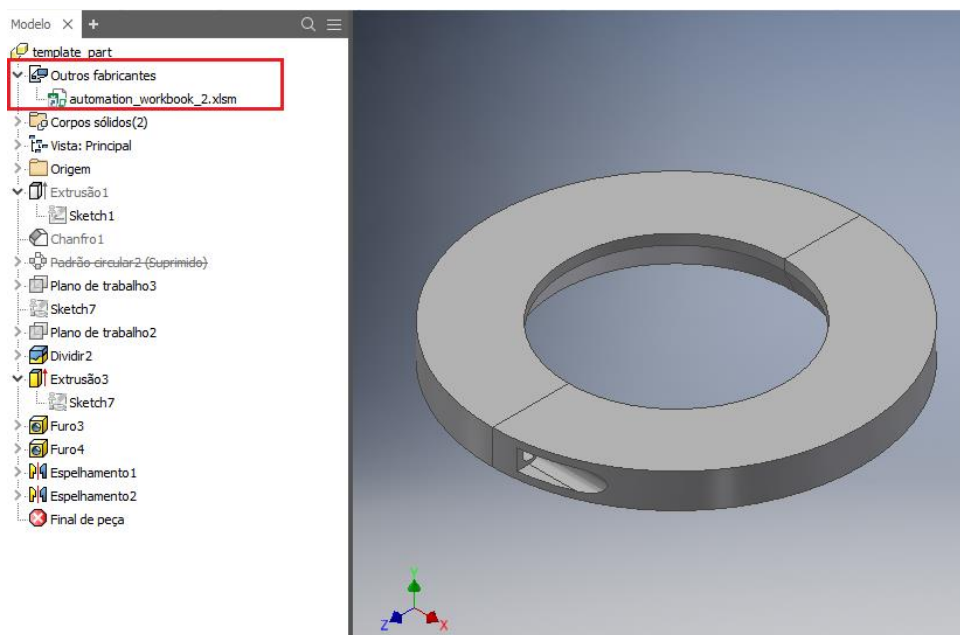 Modelo × +
template_part
Outros fabricantes
automation_workbook_2.xlsm
Corpos sólidos(2)
Vista: Principal
Origem
Extrusão1
Sketch1
Chanfro1
Padrão circular2 (Suprimido)
Plano de trabalho3
Sketch7
Plano de trabalho2
Dividir2
Extrusão3
Sketch7
Furo3
Furo4
Espelhamento1
Espelhamento2
Final de peça
Y
Z
X